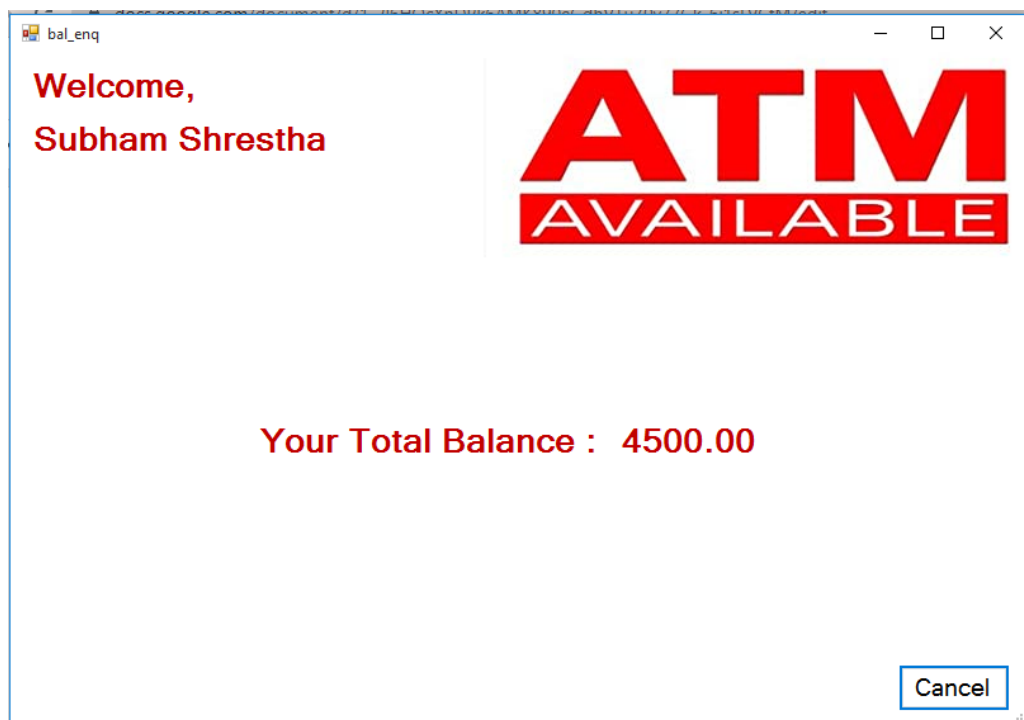 bal_enq
Welcome,
Subham Shrestha
ATM
AVAILABLE
Your Total Balance : 4500.00
Cancel